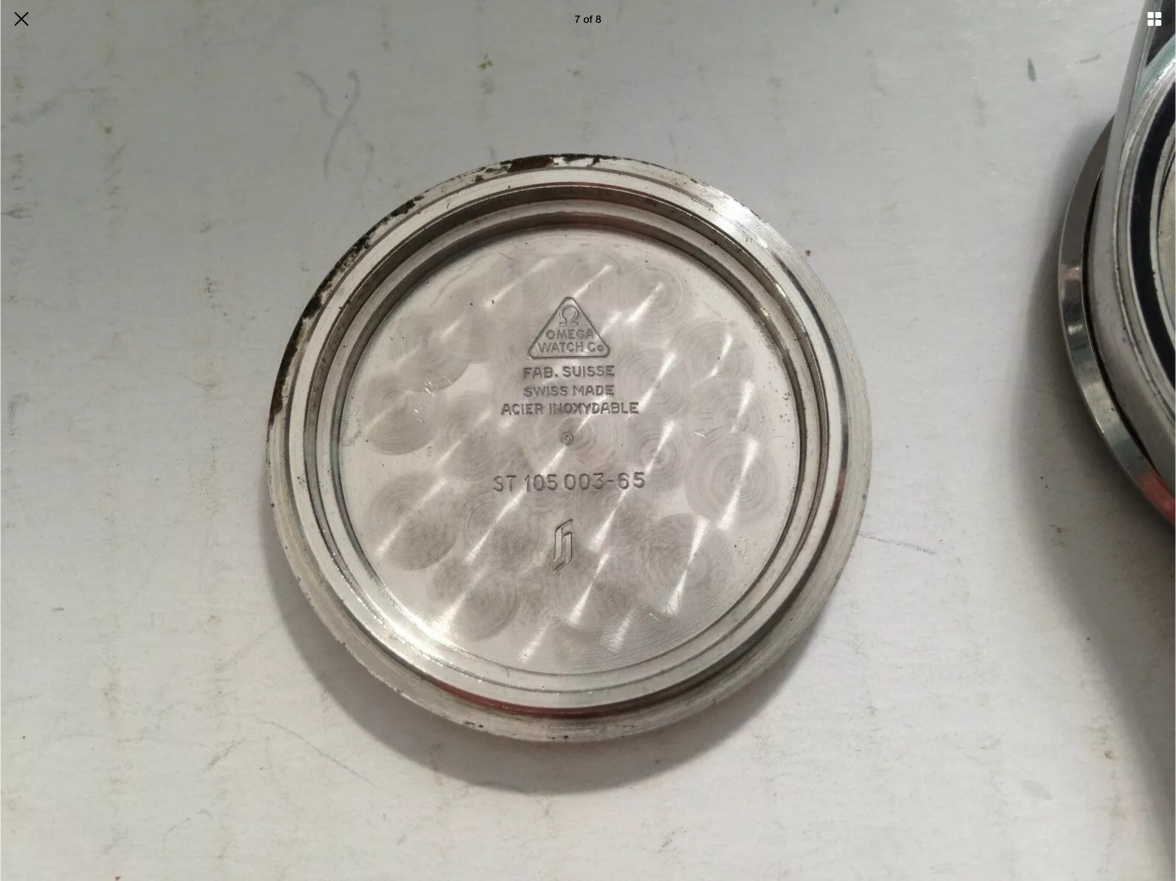 7 of 8
Ω
OMEGA
WATCH Co
FAB. SUISSE
SWISS MADE
ACIER INOXYDABLE
ST 105 003-65